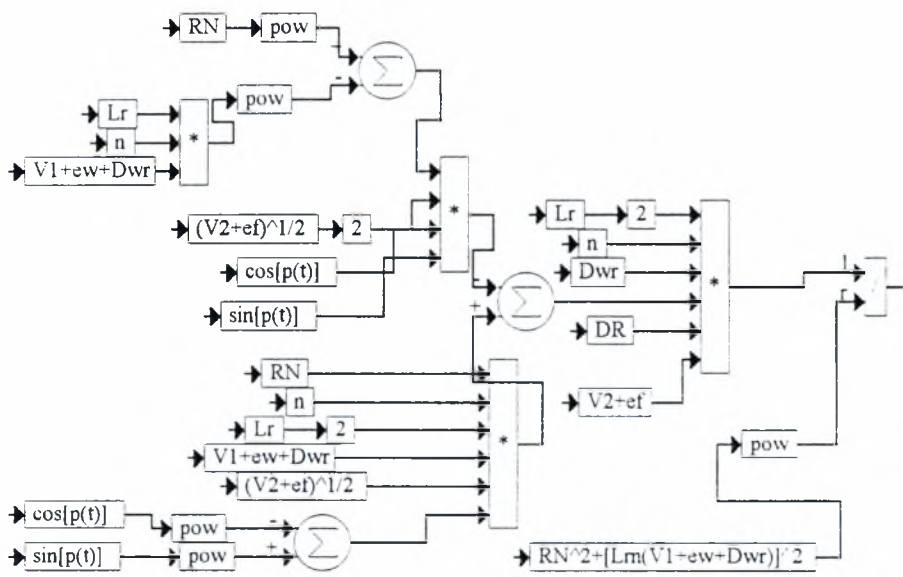 RN pow
-
Σ
-
pow
Lr
n
*
V1+ew+Dwr
*
(V2+ef)^1/2 2
cos[p(t)]
sin[p(t)]
Lr 2
n
Dwr
*
-
+
Σ
DR
V2+ef
l
r
/
RN
n
Lr 2
*
V1+ew+Dwr
(V2+ef)^1/2
pow
cos[p(t)] pow
-
+
Σ
sin[p(t)] pow
RN^2+[Lrn(V1+ew+Dwr)]^2